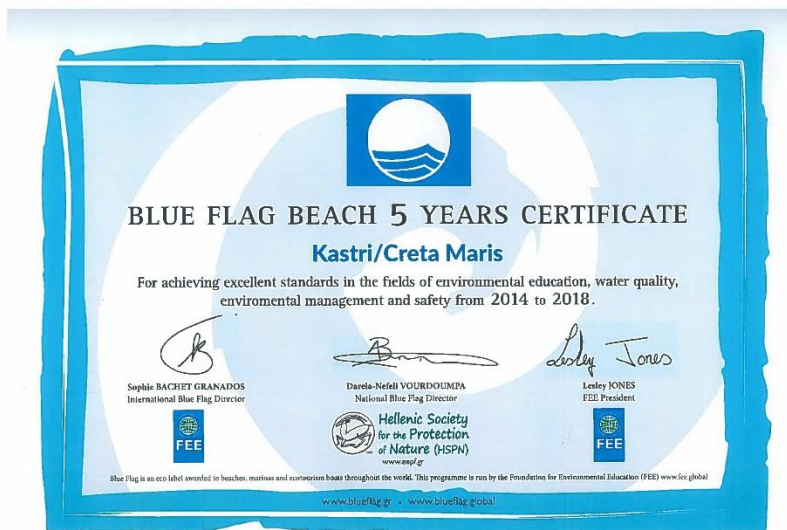 BLUE FLAG BEACH 5 YEARS CERTIFICATE
Kastri/Creta Maris
For achieving excellent standards in the fields of environmental education, water quality,
enviromental management and safety from 2014 to 2018.
Lesley Jones
Sophie BACHET GRANADOS
International Blue Flag Director
Dareia-Nefeli VOURDOUMPA
National Blue Flag Director
Lesley JONES
FEE President
FEE
Hellenic Society
for the Protection
of Nature (HSPN)
www.eepf.gr
FEE
Blue Flag is an eco label awarded to beaches, marinas and ecotourism boats throughout the world. This programme is run by the Foundation for Environmental Education (FEE) www.fee.global
www.blueflag.gr - www.blueflag.global